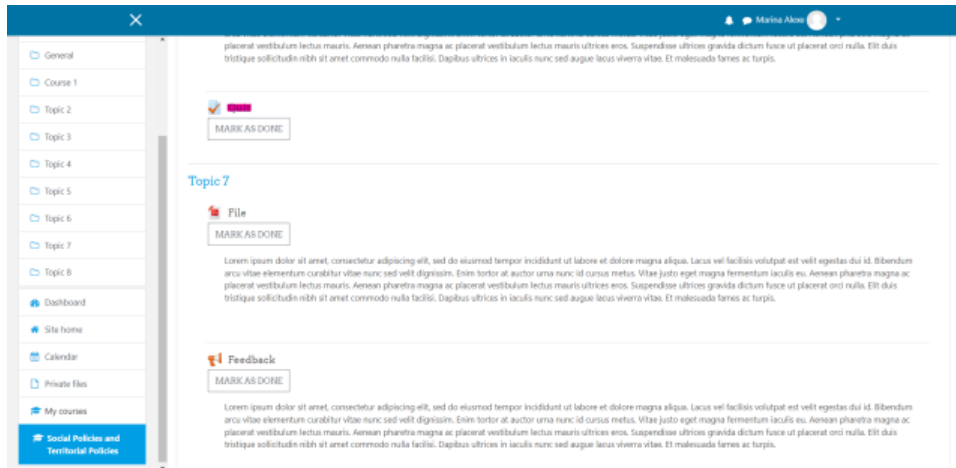 Marina Alexe
General
Course 1
Topic 2
Topic 3
Topic 4
Topic 5
Topic 6
Topic 7
Topic 8
Dashboard
Site home
Calendar
Private files
My courses
Social Policies and
Territorial Policies
placerat vestibulum lectus mauris. Aenean pharetra magna ac placerat vestibulum lectus mauris ultrices eros. Suspendisse ultrices gravida dictum fusce ut placerat orci nulla. Elit duis
tristique sollicitudin nibh sit amet commodo nulla facilisi. Dapibus ultrices in iaculis nunc sed augue lacus viverra vitae. Et malesuada fames ac turpis.
MARK AS DONE
Topic 7
File
MARK AS DONE
Lorem ipsum dolor sit amet, consectetur adipiscing elit, sed do eiusmod tempor incididunt ut labore et dolore magna aliqua. Lacus vel facilisis volutpat est velit egestas dui id. Bibendum
arcu vitae elementum curabitur vitae nunc sed velit dignissim. Enim tortor at auctor urna nunc id cursus metus. Vitae justo eget magna fermentum iaculis eu. Aenean pharetra magna ac
placerat vestibulum lectus mauris. Aenean pharetra magna ac placerat vestibulum lectus mauris ultrices eros. Suspendisse ultrices gravida dictum fusce ut placerat orci nulla. Elit duis
tristique sollicitudin nibh sit amet commodo nulla facilisi. Dapibus ultrices in iaculis nunc sed augue lacus viverra vitae. Et malesuada fames ac turpis.
Feedback
MARK AS DONE
Lorem ipsum dolor sit amet, consectetur adipiscing elit, sed do eiusmod tempor incididunt ut labore et dolore magna aliqua. Lacus vel facilisis volutpat est velit egestas dui id. Bibendum
arcu vitae elementum curabitur vitae nunc sed velit dignissim. Enim tortor at auctor urna nunc id cursus metus. Vitae justo eget magna fermentum iaculis eu. Aenean pharetra magna ac
placerat vestibulum lectus mauris. Aenean pharetra magna ac placerat vestibulum lectus mauris ultrices eros. Suspendisse ultrices gravida dictum fusce ut placerat orci nulla. Elit duis
tristique sollicitudin nibh sit amet commodo nulla facilisi. Dapibus ultrices in iaculis nunc sed augue lacus viverra vitae. Et malesuada fames ac turpis.